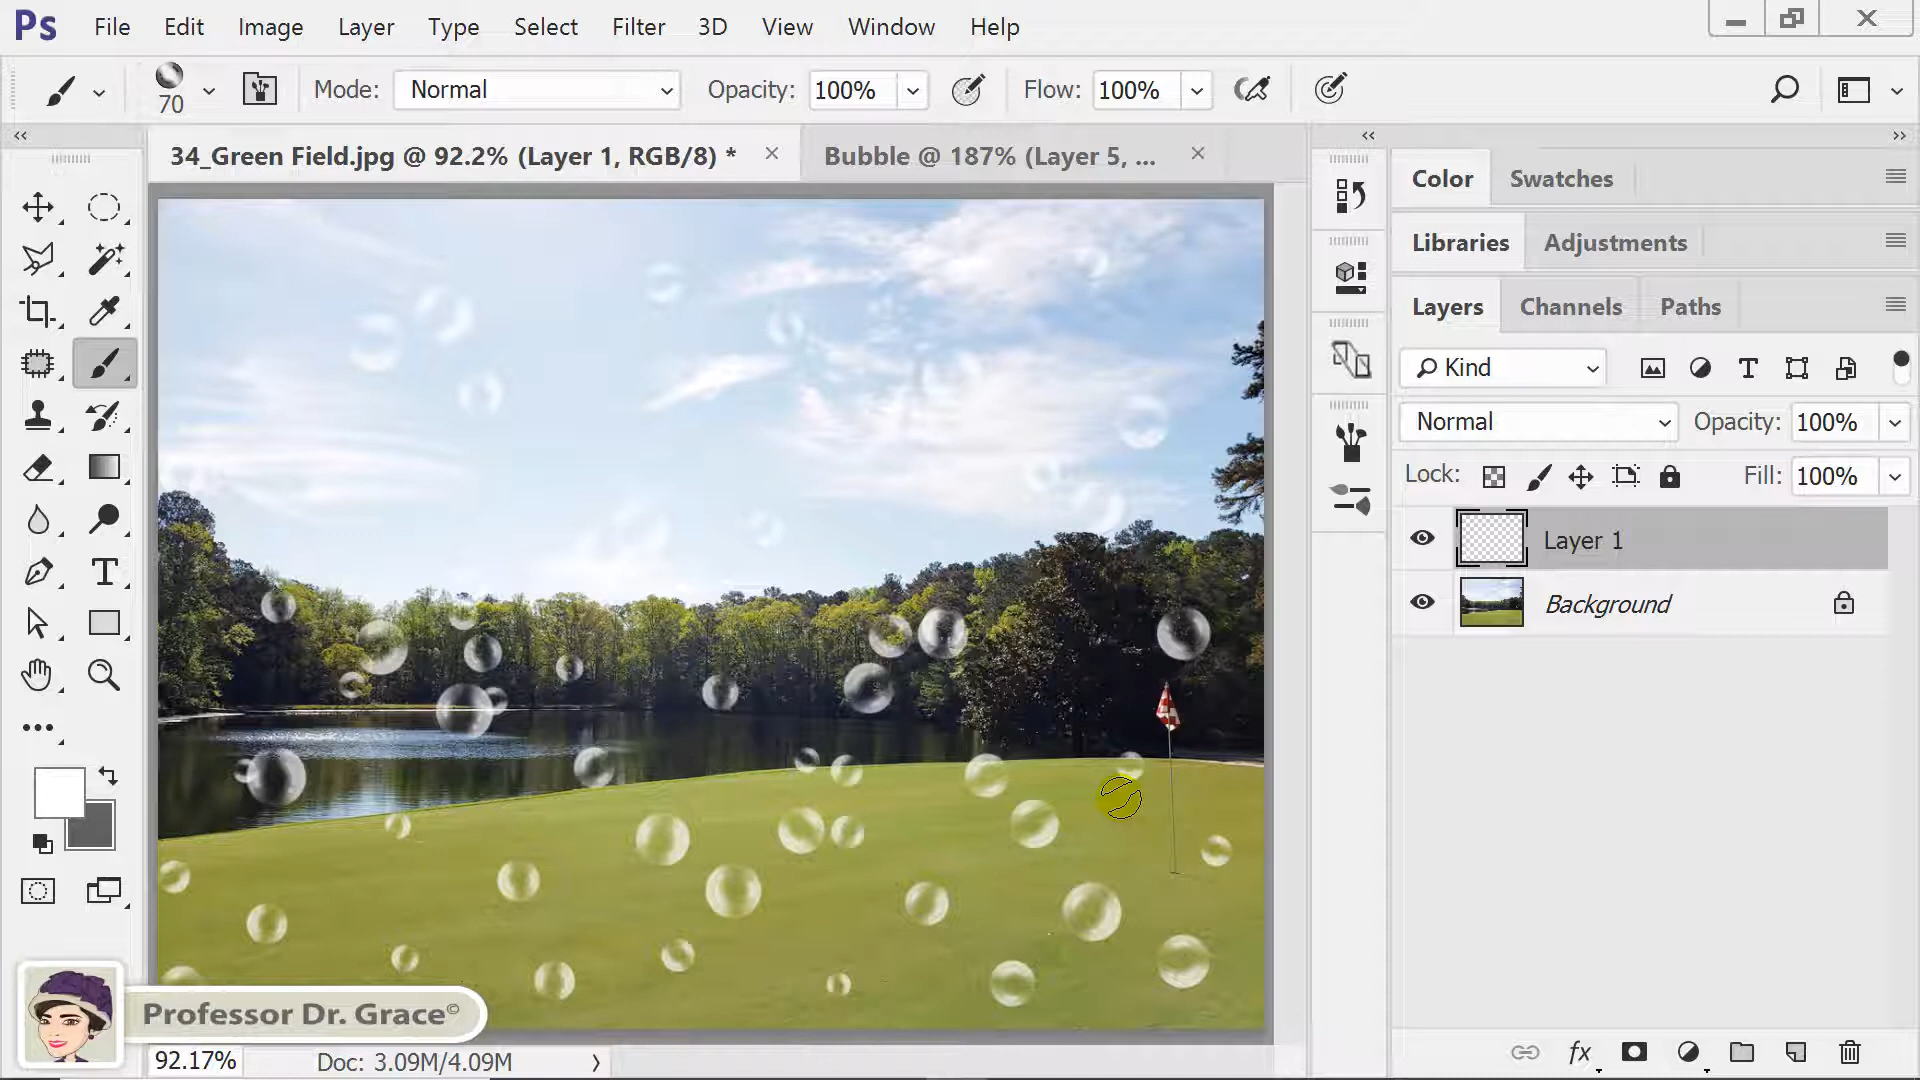 Ps File Edit Image Layer Type Select Filter 3D View Window Help
70 Mode: Normal Opacity: 100% Flow: 100%
34_Green Field.jpg @ 92.2% (Layer 1, RGB/8) * Bubble @ 187% (Layer 5, ...
Color Swatches
Libraries Adjustments
Layers Channels Paths
Kind
Normal Opacity: 100%
Lock: Fill: 100%
Layer 1
Background
Professor Dr. Grace©
92.17% Doc: 3.09M/4.09M
fx